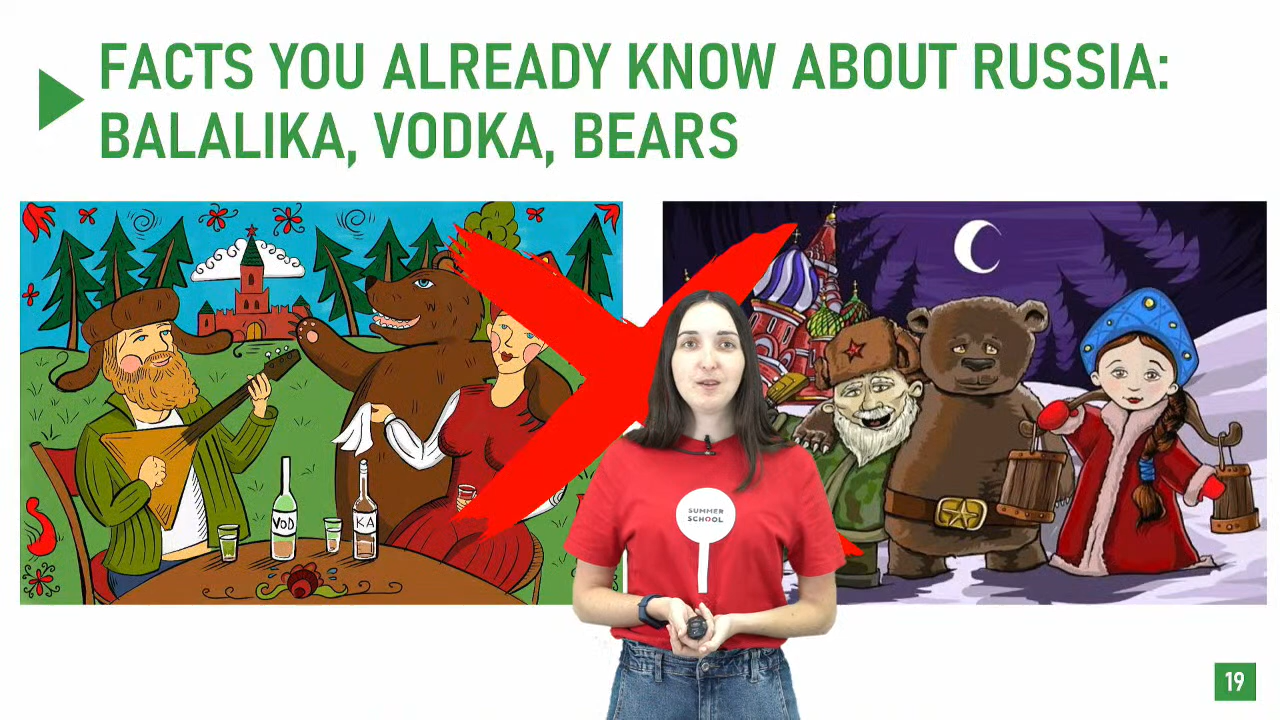 FACTS YOU ALREADY KNOW ABOUT RUSSIA:
BALALIKA, VODKA, BEARS
VOD
KA
SUMMER
SCHOOL
19